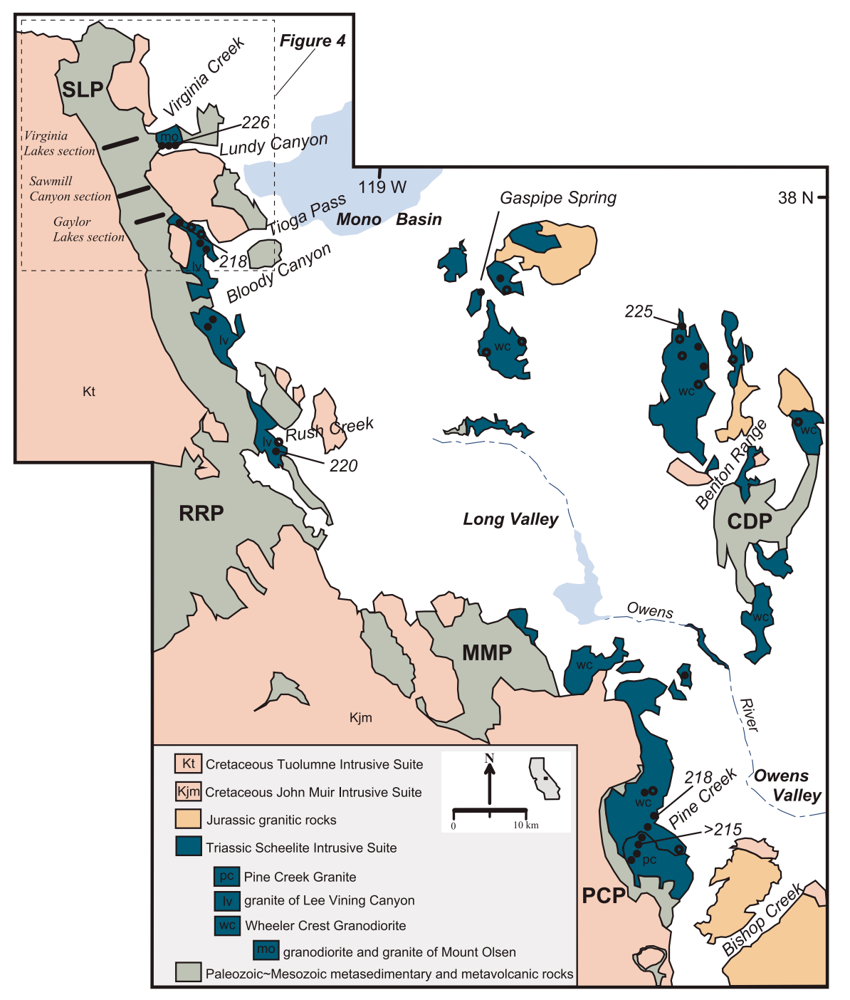 Figure 4
Virginia Creek
SLP
226
mo
Virginia
Lakes section
Lundy Canyon
Sawmill
Canyon section
119 W
Gaspipe Spring
38 N
Tioga Pass
Mono Basin
Gaylor
Lakes section
218
lv
Bloody Canyon
225
lv
wc
Kt
wc
Rush Creek
lv
wc
220
Benton Range
RRP
Long Valley
CDP
Owens
wc
MMP
wc
River
Kjm
218
Pine Creek
Owens
Valley
wc
>215
pc
PCP
Bishop Creek
Kt Cretaceous Tuolumne Intrusive Suite
Kjm Cretaceous John Muir Intrusive Suite
Jurassic granitic rocks
Triassic Scheelite Intrusive Suite
pc Pine Creek Granite
lv granite of Lee Vining Canyon
wc Wheeler Crest Granodiorite
mo granodiorite and granite of Mount Olsen
Paleozoic~Mesozoic metasedimentary and metavolcanic rocks
N
0 10 km